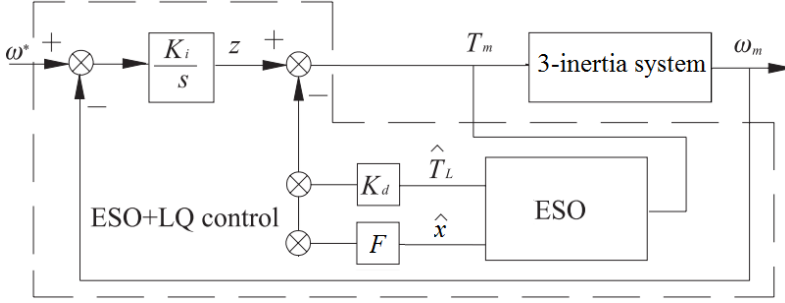 ω* + K_i/s z + T_m 3-inertia system ω_m
−
−
K_d T̂_L
ESO+LQ control ESO
F x̂